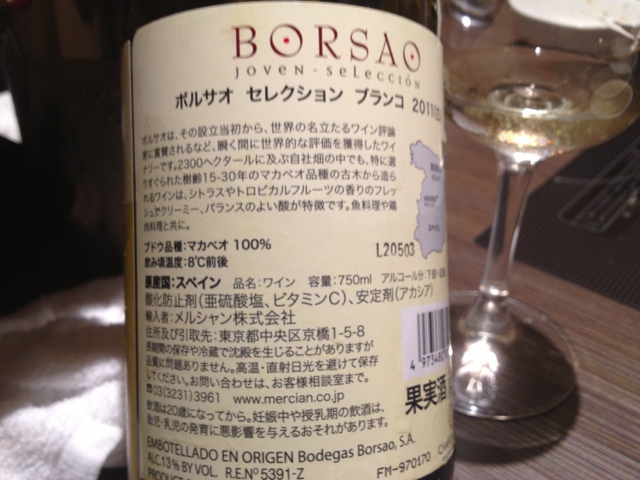 BORSAO
joven-selección
ボルサオ セレクション ブランコ 2011
ボルサオは、その設立当初から、世界の名立たるワイン評論
家に賞賛されるなど、瞬く間に世界的な評価を獲得したワイ
ナリーです。2300ヘクタールに及ぶ自社畑の中でも、特に選
りすぐられた樹齢15-30年のマカベオ品種の古木から造ら
れるワインは、シトラスやトロピカルフルーツの香りのフレッ
シュでクリーミー、バランスのよい酸が特徴です。魚料理や鶏
肉料理と共に。
ブドウ品種:マカベオ 100%
飲み頃温度:8℃前後
L20503
原産国:スペイン 品名:ワイン 容量:750ml アルコール分:
酸化防止剤(亜硫酸塩、ビタミンC)、安定剤(アカシア)
輸入者:メルシャン株式会社
住所及び引取先:東京都中央区京橋1-5-8
長期間の保存や冷蔵で沈殿を生じることがありますが
品質に問題ありません。高温・直射日光を避けて保存
してください。お問い合わせは、お客様相談室まで。
☎03(3231)3961 www.mercian.co.jp
飲酒は20歳になってから。妊娠中や授乳期の飲酒は、
胎児・乳児の発育に悪影響を与えるおそれがあります。
4 97348
果実酒
EMBOTELLADO EN ORIGEN Bodegas Borsao, S.A.
ALC.13% BY VOL. R.E.Nº 5391-Z
FM-970170